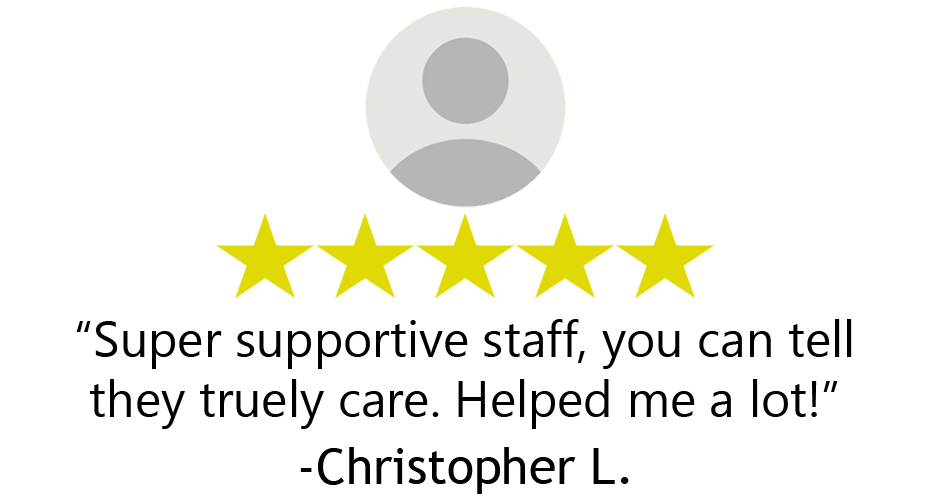 “Super supportive staff, you can tell
they truely care. Helped me a lot!”
-Christopher L.